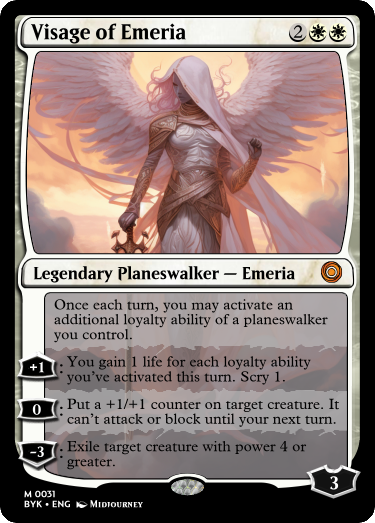 Visage of Emeria 2
Legendary Planeswalker — Emeria
Once each turn, you may activate an
additional loyalty ability of a planeswalker
you control.
+1: You gain 1 life for each loyalty ability
you've activated this turn. Scry 1.
0: Put a +1/+1 counter on target creature. It
can't attack or block until your next turn.
-3: Exile target creature with power 4 or
greater.
3
M 0031
BYK • ENG Midjourney